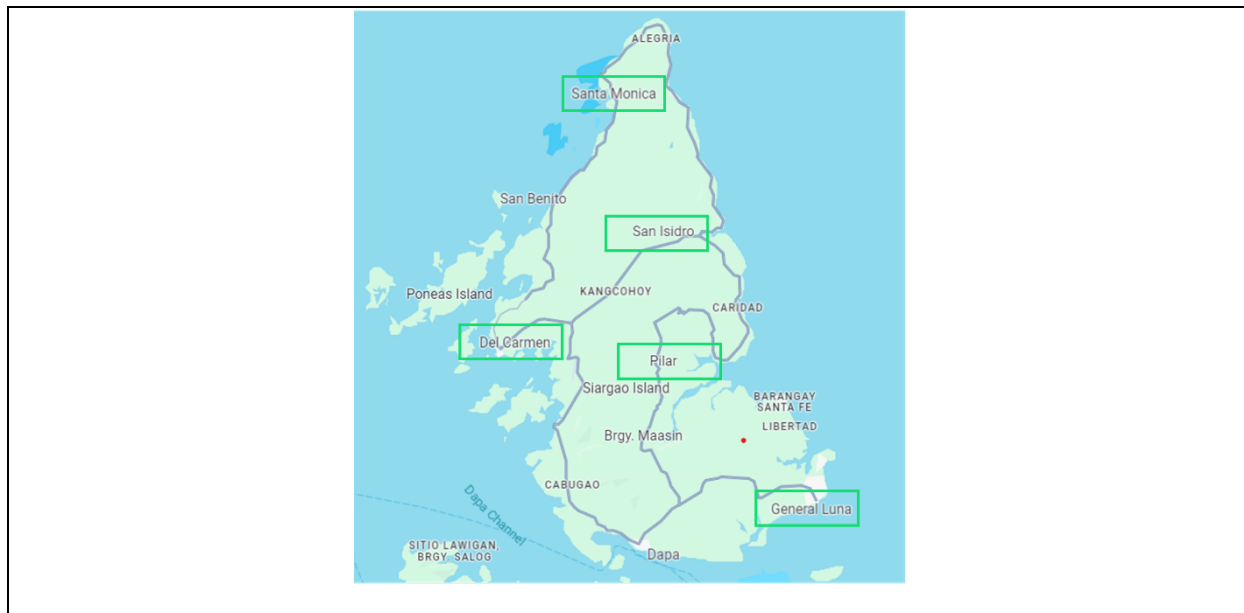 ALEGRIA
Santa Monica
San Benito
San Isidro
KANGCOHOY
Poneas Island
CARIDAD
Del Carmen
Pilar
Siargao Island
BARANGAY
SANTA FE
LIBERTAD
Brgy. Maasin
CABUGAO
Dapa Channel
General Luna
SITIO LAWIGAN,
BRGY. SALOG
Dapa